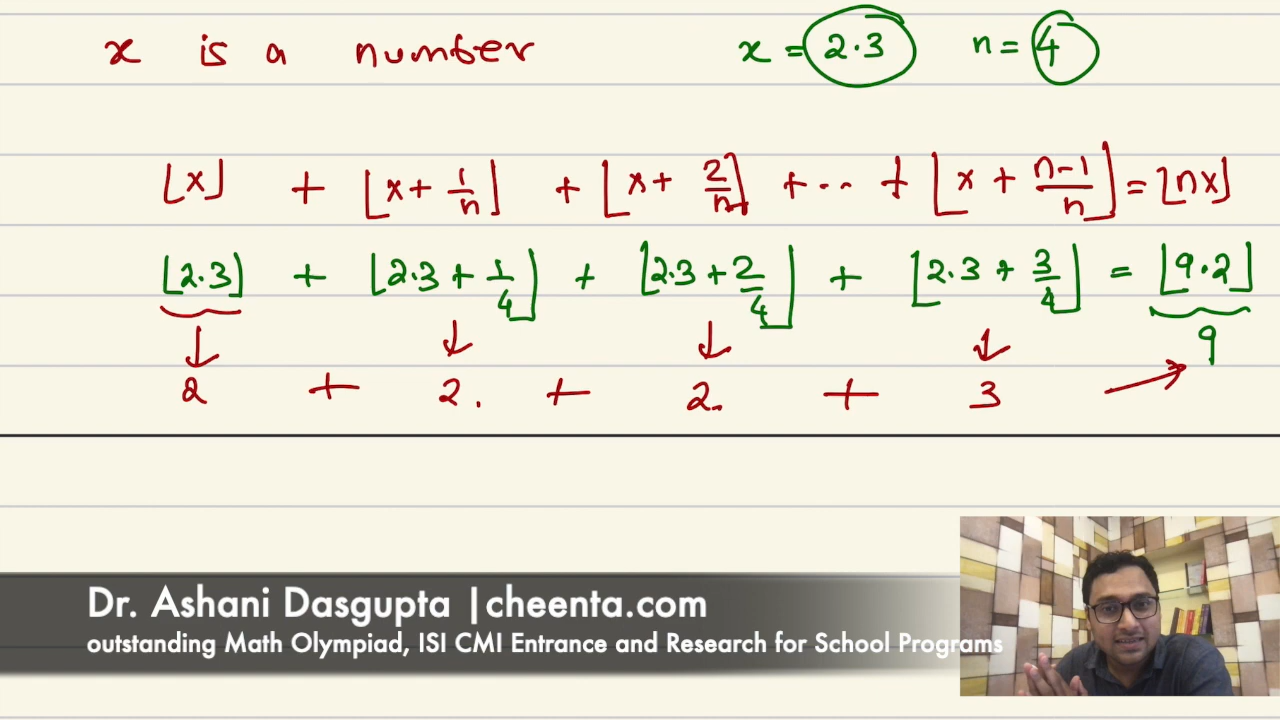 x is a number x = 2.3 n = 4
⌊x⌋ + ⌊x + 1/n⌋ + ⌊x + 2/n⌋ + ... + ⌊x + n-1/n⌋ = ⌊nx⌋
⌊2.3⌋ + ⌊2.3 + 1/4⌋ + ⌊2.3 + 2/4⌋ + ⌊2.3 + 3/4⌋ = ⌊9.2⌋
↓ ↓ ↓ ↓ 9
2 + 2. + 2. + 3 →
Dr. Ashani Dasgupta | cheenta.com
outstanding Math Olympiad, ISI CMI Entrance and Research for School Programs